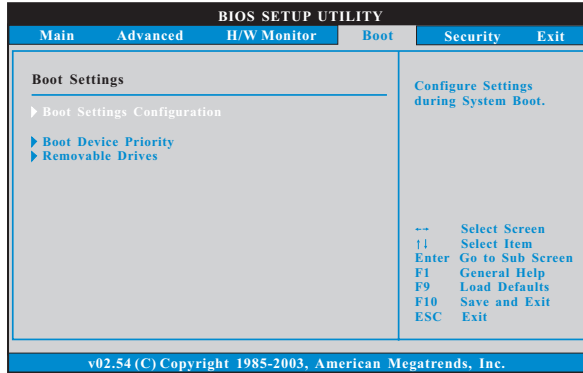 BIOS SETUP UTILITY
Main Advanced H/W Monitor Boot Security Exit
Boot Settings
Boot Settings Configuration
Boot Device Priority
Removable Drives
Configure Settings
during System Boot.
←→ Select Screen
↑↓ Select Item
Enter Go to Sub Screen
F1 General Help
F9 Load Defaults
F10 Save and Exit
ESC Exit
v02.54 (C) Copyright 1985-2003, American Megatrends, Inc.